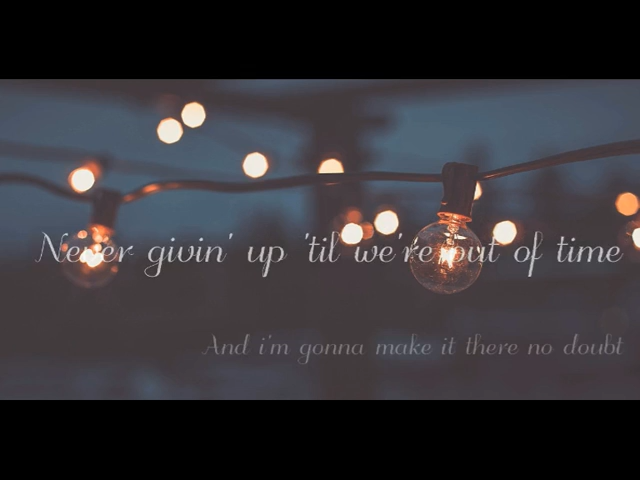 Never givin' up 'til we're out of time
And i'm gonna make it there no doubt